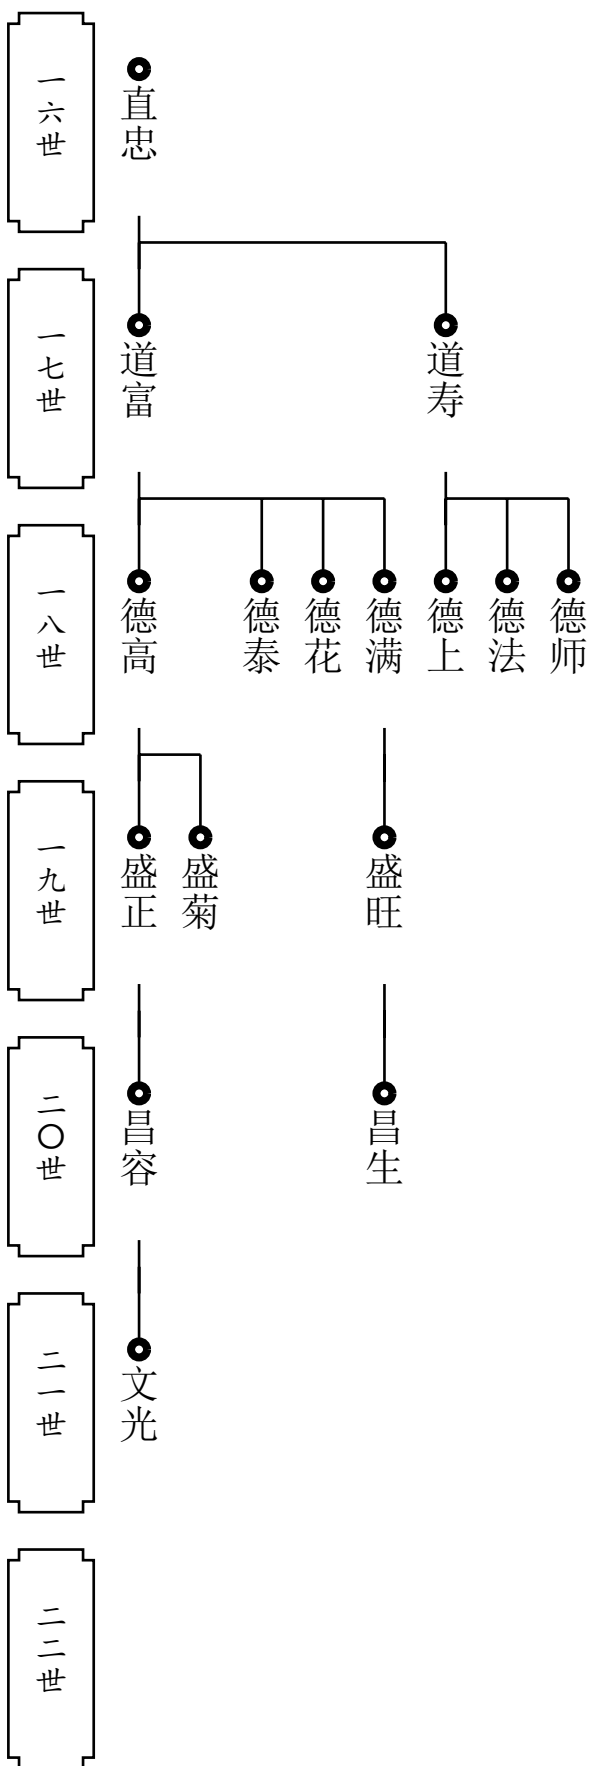 一六世
直忠
一七世
道富
道寿
一八世
德高
德泰
德花
德满
德上
德法
德师
一九世
盛正
盛菊
盛旺
二〇世
昌容
昌生
二一世
文光
二二世